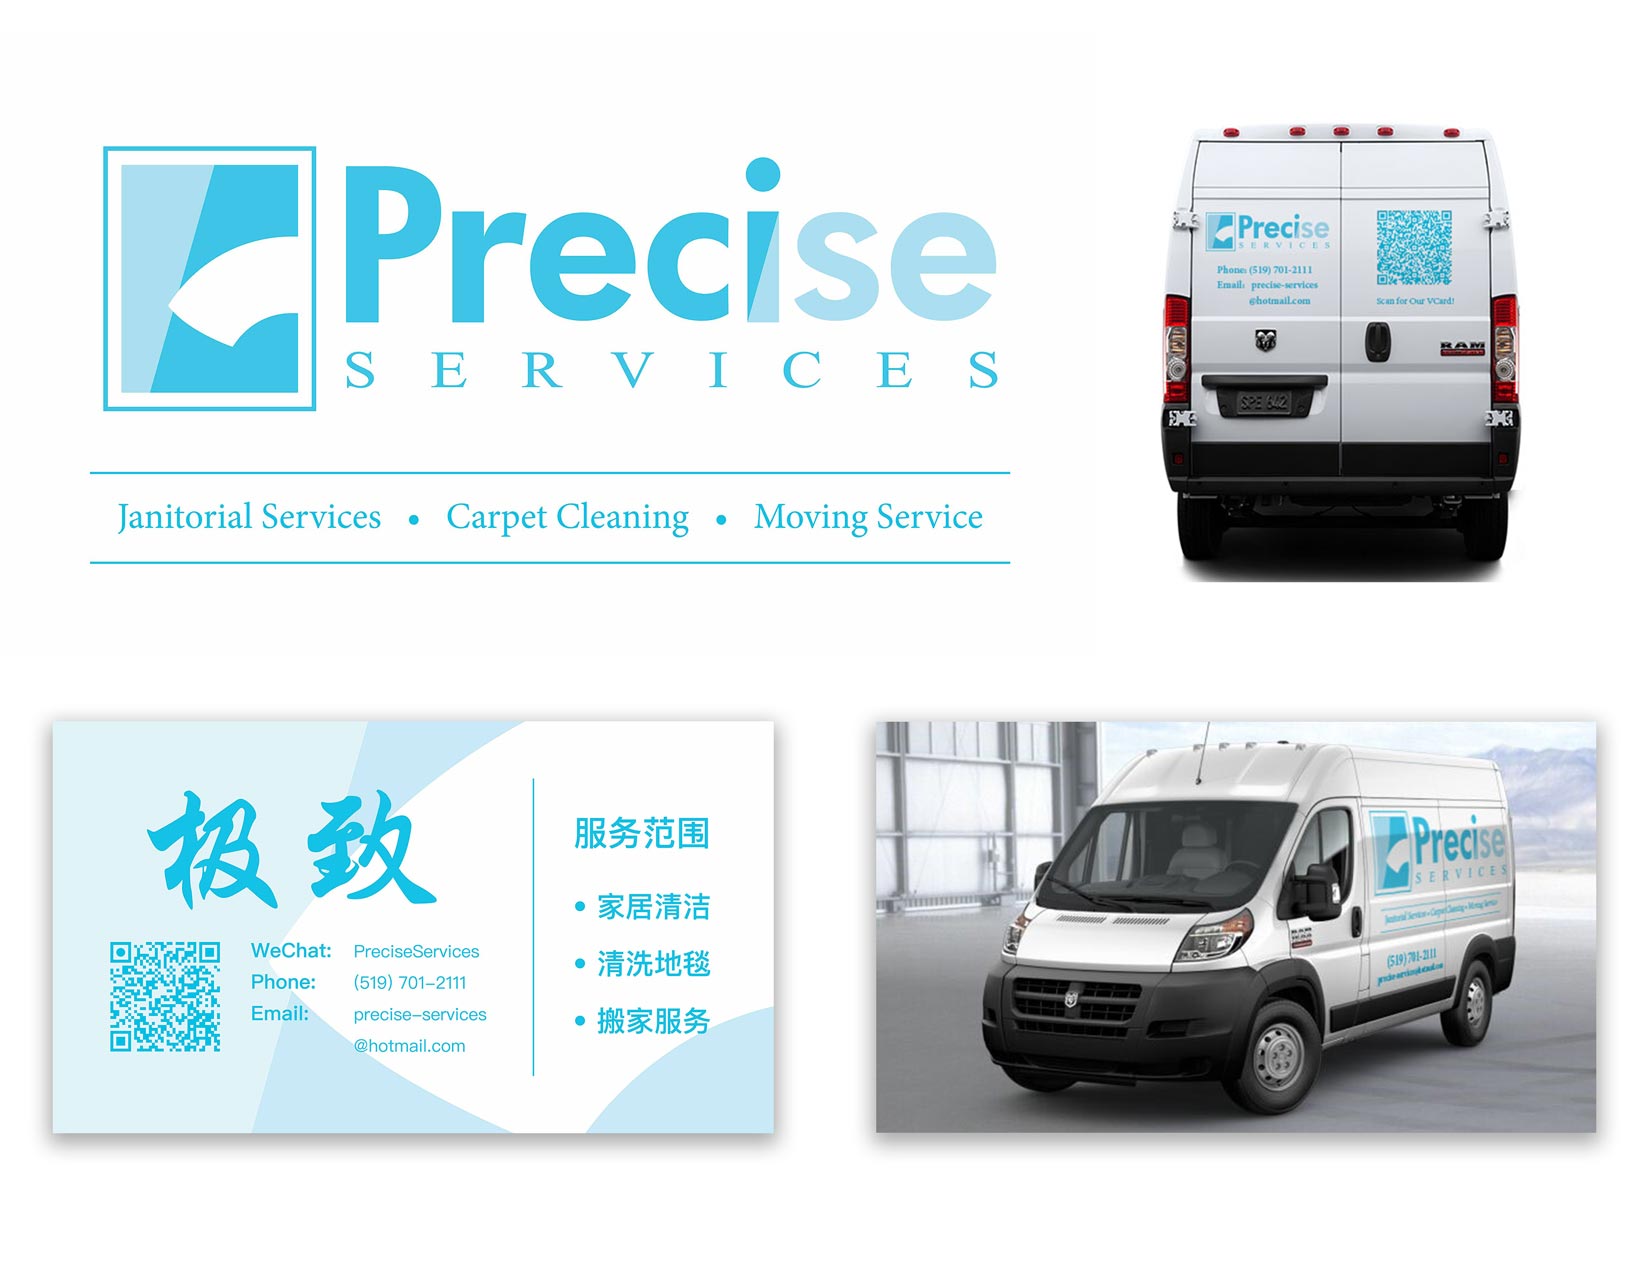 Precise
SERVICES
Janitorial Services • Carpet Cleaning • Moving Service
Precise
SERVICES
Phone: (519) 701-2111
Email: precise-services
@hotmail.com
Scan for Our VCard!
RAM
SPE 642
极致
WeChat: PreciseServices
Phone: (519) 701-2111
Email: precise-services
@hotmail.com
服务范围
• 家居清洁
• 清洗地毯
• 搬家服务
Precise
SERVICES
Janitorial Services • Carpet Cleaning • Moving Service
(519) 701-2111
precise-services@hotmail.com